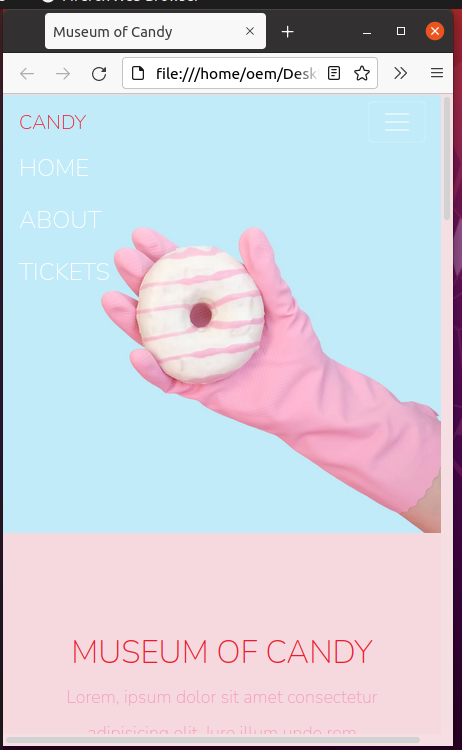 Museum of Candy
file:///home/oem/Desk
CANDY
HOME
ABOUT
TICKETS
MUSEUM OF CANDY
Lorem, ipsum dolor sit amet consectetur
adipisicing elit. Iure illum unde rem